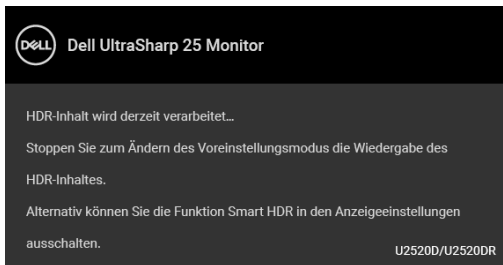 DELL Dell UltraSharp 25 Monitor
HDR-Inhalt wird derzeit verarbeitet...
Stoppen Sie zum Ändern des Voreinstellungsmodus die Wiedergabe des
HDR-Inhaltes.
Alternativ können Sie die Funktion Smart HDR in den Anzeigeeinstellungen
ausschalten.
U2520D/U2520DR